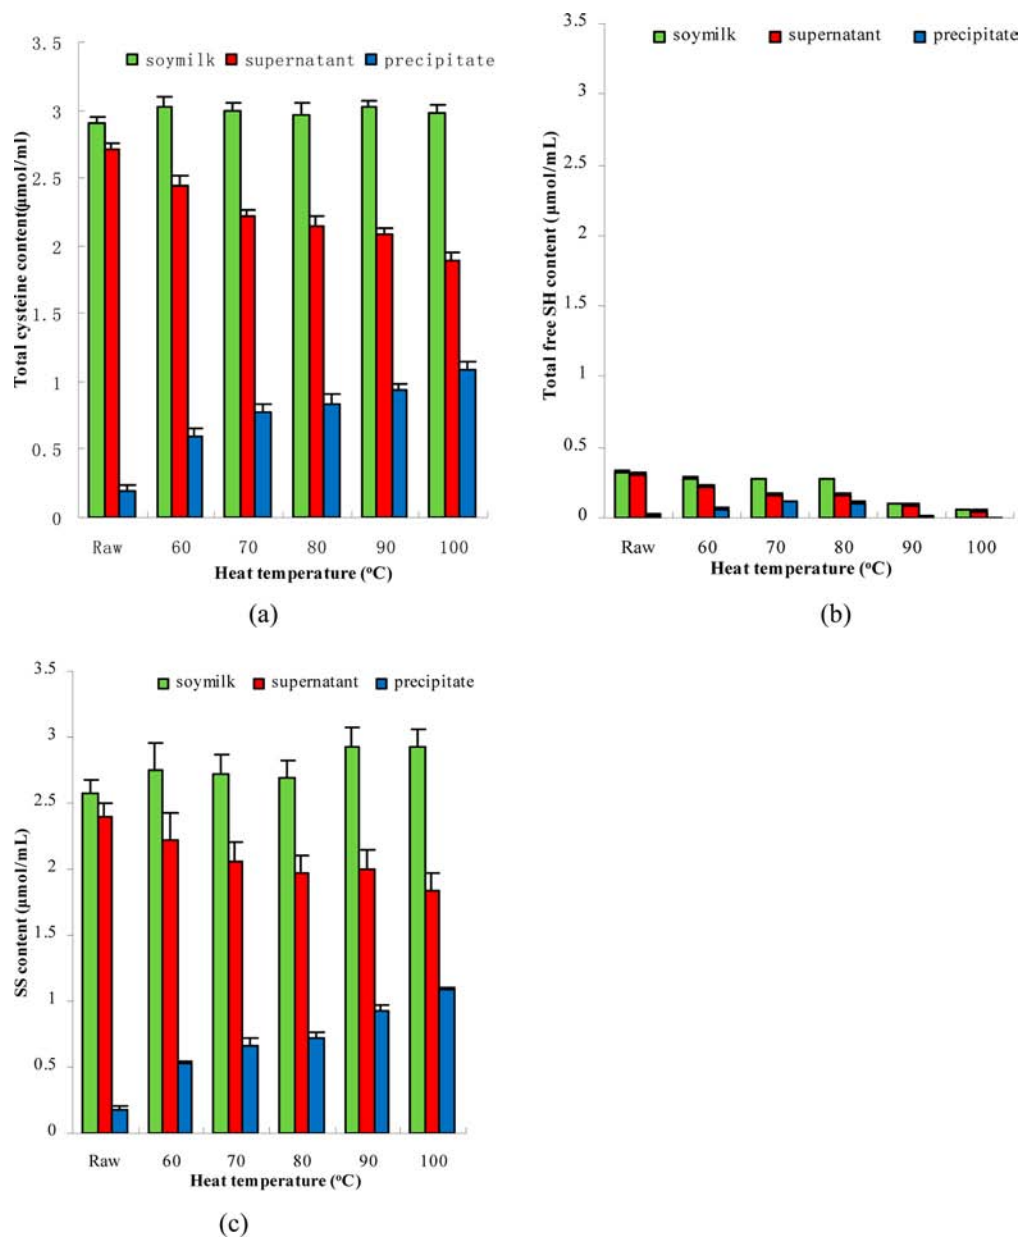 3.5
soymilk supernatant precipitate
3
2.5
2
1.5
1
0.5
0
Total cysteine content(μmol/ml)
Raw 60 70 80 90 100
Heat temperature (ºC)
(a)
3.5
soymilk supernatant precipitate
3
2.5
2
1.5
1
0.5
0
Total free SH content (μmol/mL)
Raw 60 70 80 90 100
Heat temperature (ºC)
(b)
3.5
soymilk supernatant precipitate
3
2.5
2
1.5
1
0.5
0
SS content (μmol/mL)
Raw 60 70 80 90 100
Heat temperature (ºC)
(c)